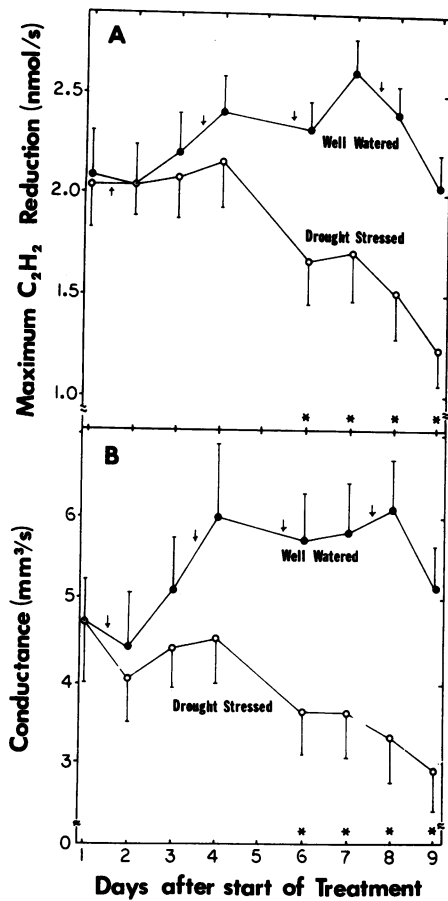 A
Maximum C₂H₂ Reduction (nmol/s)
2.5
2.0
1.5
1.0
Well Watered
Drought Stressed
* * * *
B
Conductance (mm³/s)
6
5
4
3
0
Well Watered
Drought Stressed
* * * *
1 2 3 4 5 6 7 8 9
Days after start of Treatment